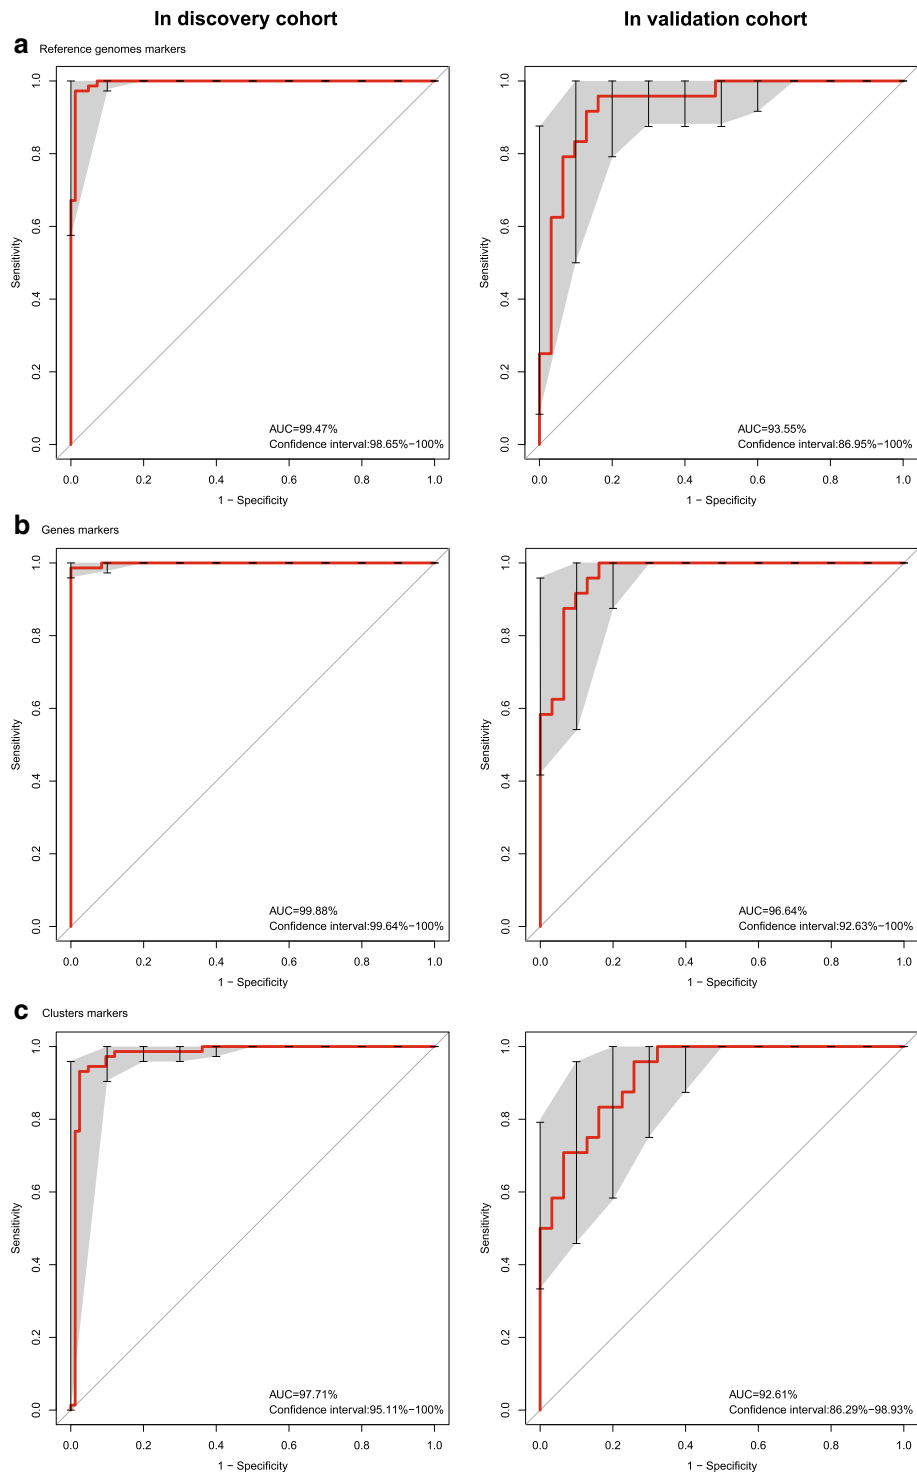 In discovery cohort
In validation cohort
a Reference genomes markers
1.0
0.8
0.6
0.4
0.2
0.0
Sensitivity
AUC=99.47%
Confidence interval:98.65%−100%
0.0 0.2 0.4 0.6 0.8 1.0
1 − Specificity
1.0
0.8
0.6
0.4
0.2
0.0
Sensitivity
AUC=93.55%
Confidence interval:86.95%−100%
0.0 0.2 0.4 0.6 0.8 1.0
1 − Specificity
b Genes markers
1.0
0.8
0.6
0.4
0.2
0.0
Sensitivity
AUC=99.88%
Confidence interval:99.64%−100%
0.0 0.2 0.4 0.6 0.8 1.0
1 − Specificity
1.0
0.8
0.6
0.4
0.2
0.0
Sensitivity
AUC=96.64%
Confidence interval:92.63%−100%
0.0 0.2 0.4 0.6 0.8 1.0
1 − Specificity
c Clusters markers
1.0
0.8
0.6
0.4
0.2
0.0
Sensitivity
AUC=97.71%
Confidence interval:95.11%−100%
0.0 0.2 0.4 0.6 0.8 1.0
1 − Specificity
1.0
0.8
0.6
0.4
0.2
0.0
Sensitivity
AUC=92.61%
Confidence interval:86.29%−98.93%
0.0 0.2 0.4 0.6 0.8 1.0
1 − Specificity